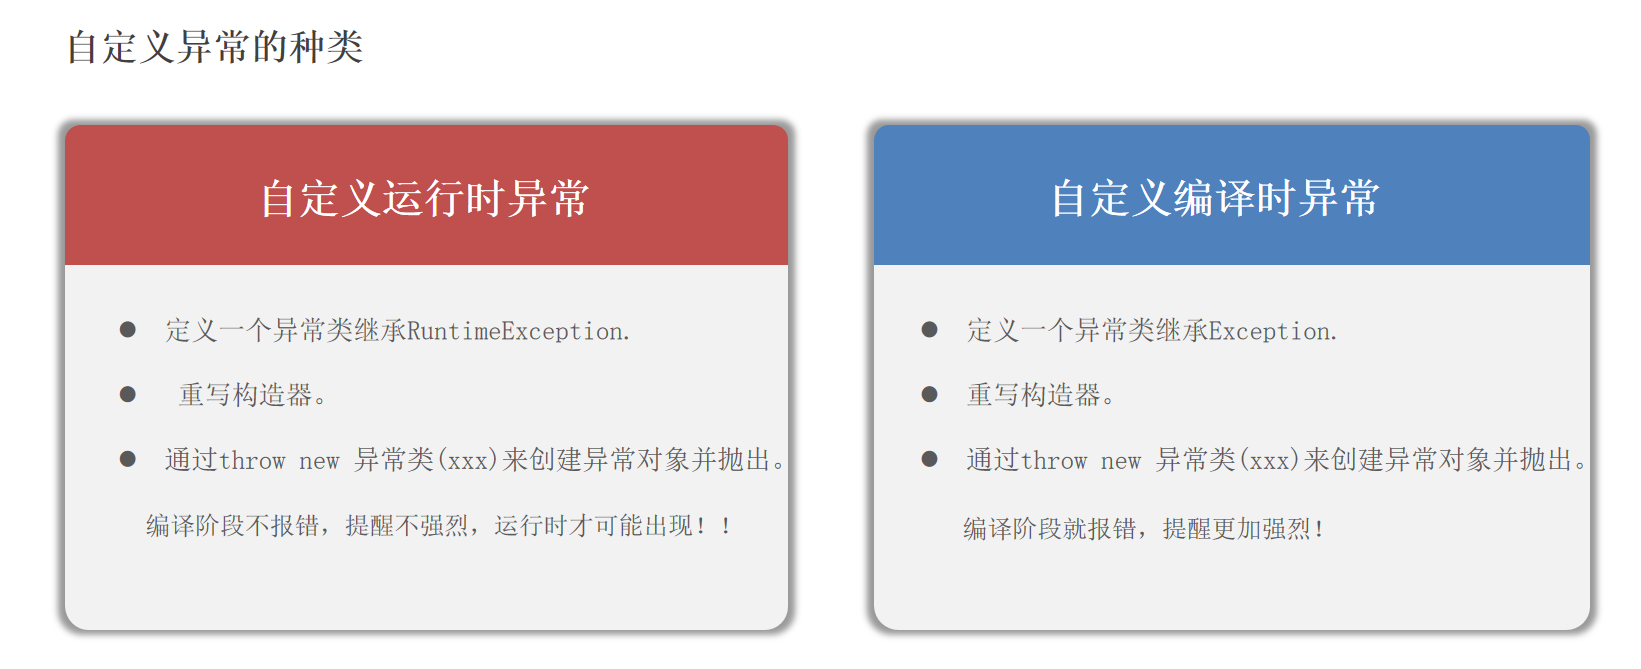 自定义异常的种类
自定义运行时异常
定义一个异常类继承RuntimeException.
重写构造器。
通过throw new 异常类(xxx)来创建异常对象并抛出。
编译阶段不报错，提醒不强烈，运行时才可能出现！！
自定义编译时异常
定义一个异常类继承Exception.
重写构造器。
通过throw new 异常类(xxx)来创建异常对象并抛出。
编译阶段就报错，提醒更加强烈！